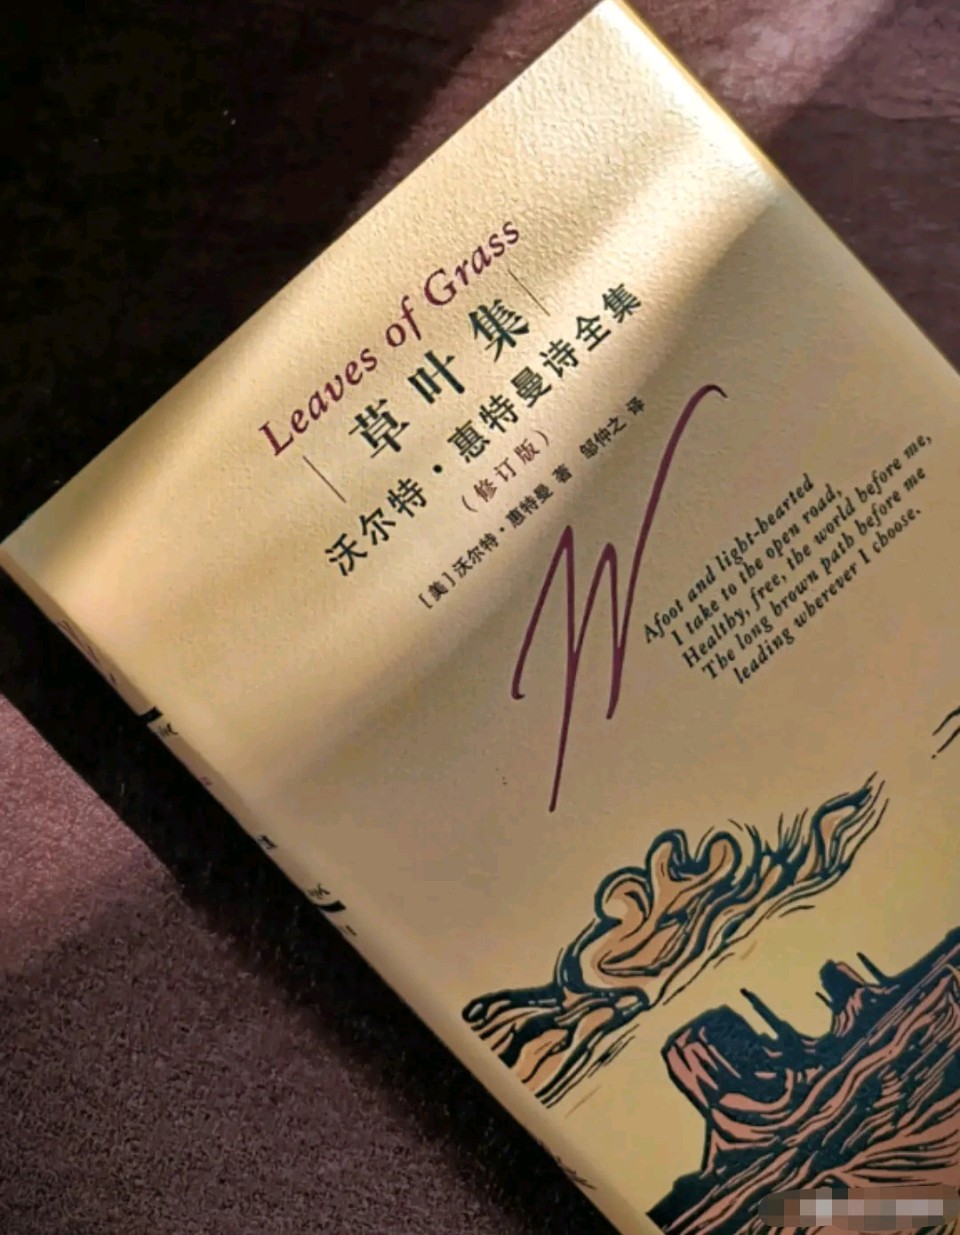 Leaves of Grass
草叶集
沃尔特·惠特曼诗全集
（修订版）
［美］沃尔特·惠特曼 著 邹仲之 译
W
Afoot and light-hearted
I take to the open road,
Healthy, free, the world before me,
The long brown path before me
leading wherever I choose.